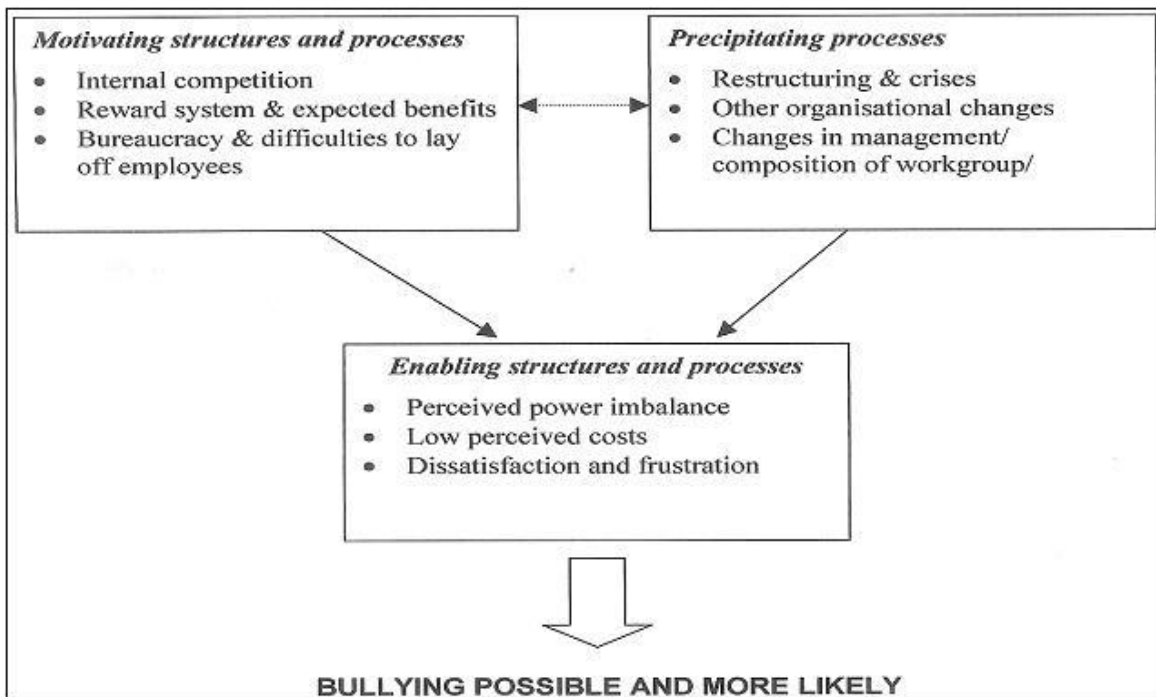 Motivating structures and processes
• Internal competition
• Reward system & expected benefits
• Bureaucracy & difficulties to lay
off employees
Precipitating processes
• Restructuring & crises
• Other organisational changes
• Changes in management/
composition of workgroup/
Enabling structures and processes
• Perceived power imbalance
• Low perceived costs
• Dissatisfaction and frustration
BULLYING POSSIBLE AND MORE LIKELY